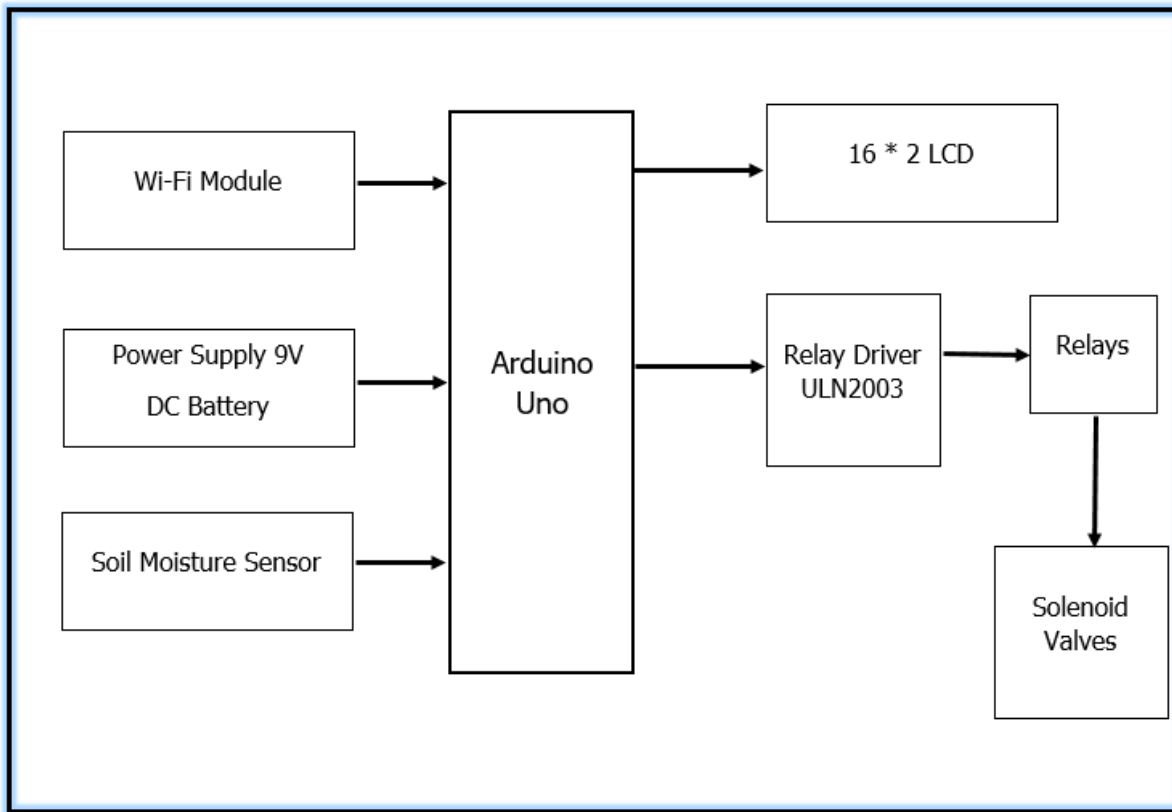 Wi-Fi Module
Power Supply 9V
DC Battery
Soil Moisture Sensor
Arduino
Uno
16 * 2 LCD
Relay Driver
ULN2003
Relays
Solenoid
Valves